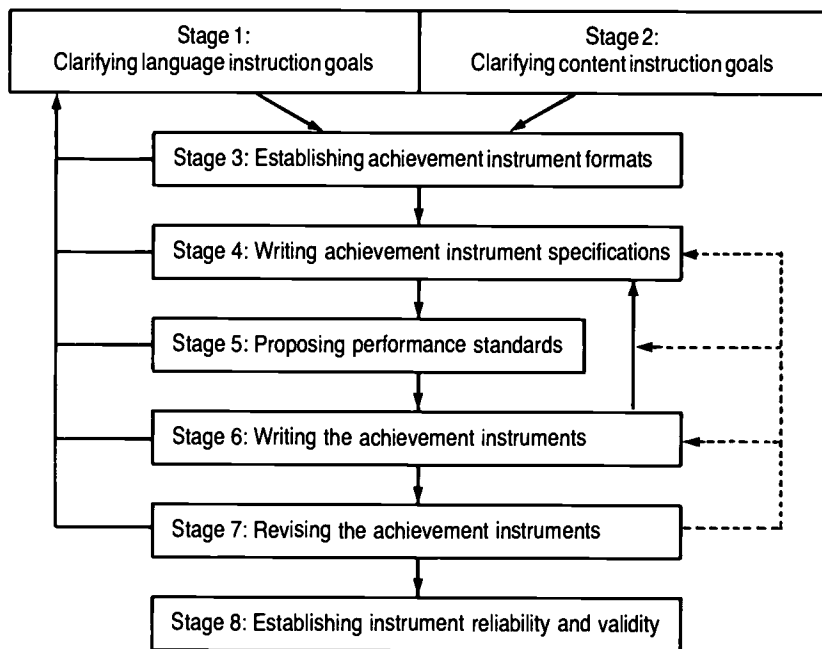 Stage 1:
Clarifying language instruction goals
Stage 2:
Clarifying content instruction goals
Stage 3: Establishing achievement instrument formats
Stage 4: Writing achievement instrument specifications
Stage 5: Proposing performance standards
Stage 6: Writing the achievement instruments
Stage 7: Revising the achievement instruments
Stage 8: Establishing instrument reliability and validity